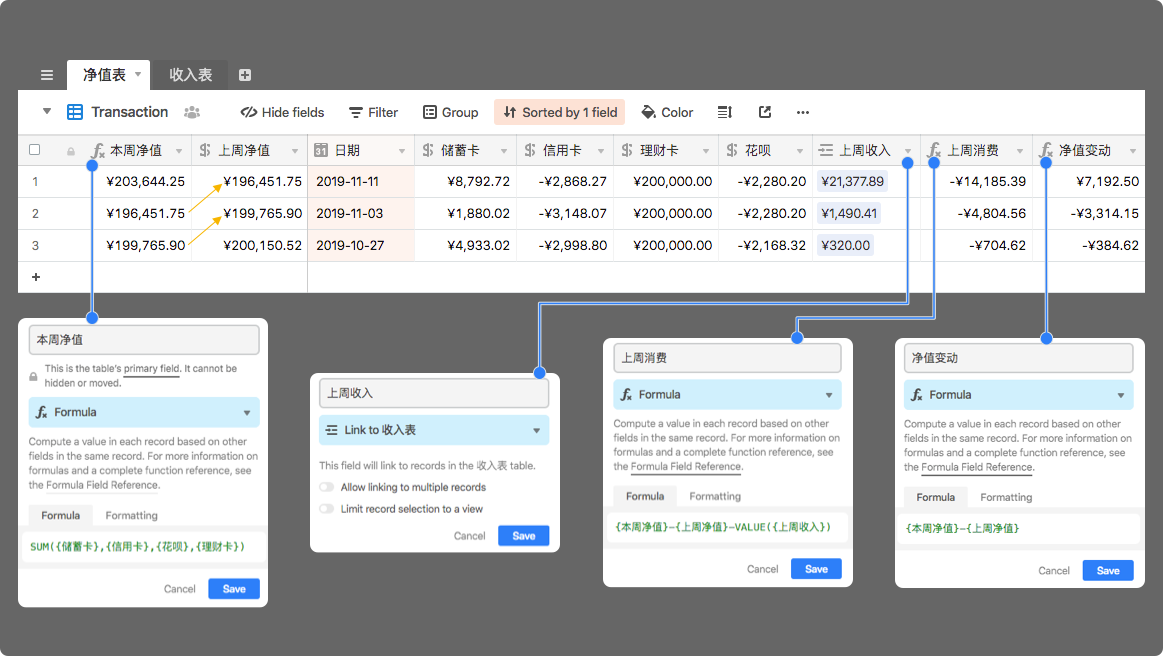 净值表 收入表
Transaction Hide fields Filter Group Sorted by 1 field Color
本周净值 上周净值 日期 储蓄卡 信用卡 理财卡 花呗 上周收入 上周消费 净值变动
1 ¥203,644.25 ¥196,451.75 2019-11-11 ¥8,792.72 -¥2,868.27 ¥200,000.00 -¥2,280.20 ¥21,377.89 -¥14,185.39 ¥7,192.50
2 ¥196,451.75 ¥199,765.90 2019-11-03 ¥1,880.02 -¥3,148.07 ¥200,000.00 -¥2,280.20 ¥1,490.41 -¥4,804.56 -¥3,314.15
3 ¥199,765.90 ¥200,150.52 2019-10-27 ¥4,933.02 -¥2,998.80 ¥200,000.00 -¥2,168.32 ¥320.00 -¥704.62 -¥384.62
+
本周净值
This is the table's primary field. It cannot be
hidden or moved.
Formula
Compute a value in each record based on other
fields in the same record. For more information on
formulas and a complete function reference, see
the Formula Field Reference.
Formula Formatting
SUM({储蓄卡},{信用卡},{花呗},{理财卡})
Cancel Save
上周收入
Link to 收入表
This field will link to records in the 收入表 table.
Allow linking to multiple records
Limit record selection to a view
Cancel Save
上周消费
Formula
Compute a value in each record based on other
fields in the same record. For more information on
formulas and a complete function reference, see
the Formula Field Reference.
Formula Formatting
{本周净值}-{上周净值}-VALUE({上周收入})
Cancel Save
净值变动
Formula
Compute a value in each record based on other
fields in the same record. For more information on
formulas and a complete function reference, see
the Formula Field Reference.
Formula Formatting
{本周净值}-{上周净值}
Cancel Save